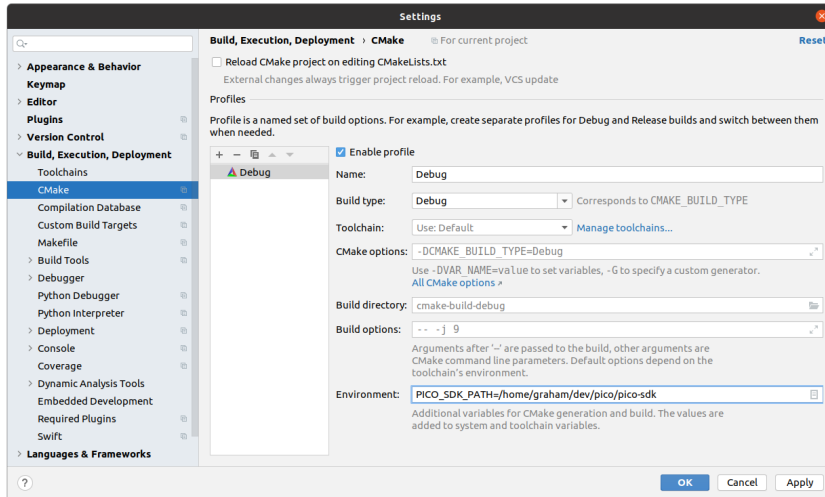 Settings
Build, Execution, Deployment › CMake
For current project
Reset
Appearance & Behavior
Keymap
Editor
Plugins
Version Control
Build, Execution, Deployment
Toolchains
CMake
Compilation Database
Custom Build Targets
Makefile
Build Tools
Debugger
Python Debugger
Python Interpreter
Deployment
Console
Coverage
Dynamic Analysis Tools
Embedded Development
Required Plugins
Swift
Languages & Frameworks
Reload CMake project on editing CMakeLists.txt
External changes always trigger project reload. For example, VCS update
Profiles
Profile is a named set of build options. For example, create separate profiles for Debug and Release builds and switch between them
when needed.
Debug
Enable profile
Name: Debug
Build type: Debug Corresponds to CMAKE_BUILD_TYPE
Toolchain: Use: Default Manage toolchains...
CMake options: -DCMAKE_BUILD_TYPE=Debug
Use -DVAR_NAME=value to set variables, -G to specify a custom generator.
All CMake options ↗
Build directory: cmake-build-debug
Build options: -- -j 9
Arguments after '--' are passed to the build, other arguments are
CMake command line parameters. Default options depend on the
toolchain's environment.
Environment: PICO_SDK_PATH=/home/graham/dev/pico/pico-sdk
Additional variables for CMake generation and build. The values are
added to system and toolchain variables.
?
OK
Cancel
Apply